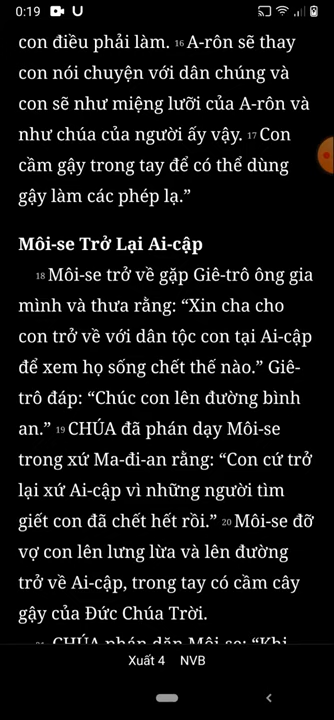 0:19
con điều phải làm. 16 A-rôn sẽ thay
con nói chuyện với dân chúng và
con sẽ như miệng lưỡi của A-rôn và
như chúa của người ấy vậy. 17 Con
cầm gậy trong tay để có thể dùng
gậy làm các phép lạ.”
Môi-se Trở Lại Ai-cập
18 Môi-se trở về gặp Giê-trô ông gia
mình và thưa rằng: “Xin cha cho
con trở về với dân tộc con tại Ai-cập
để xem họ sống chết thế nào.” Giê-
trô đáp: “Chúc con lên đường bình
an.” 19 CHÚA đã phán dạy Môi-se
trong xứ Ma-đi-an rằng: “Con cứ trở
lại xứ Ai-cập vì những người tìm
giết con đã chết hết rồi.” 20 Môi-se đỡ
vợ con lên lưng lừa và lên đường
trở về Ai-cập, trong tay có cầm cây
gậy của Đức Chúa Trời.
CHÚA phán dặn Môi-se: “Khi
Xuất 4 NVB